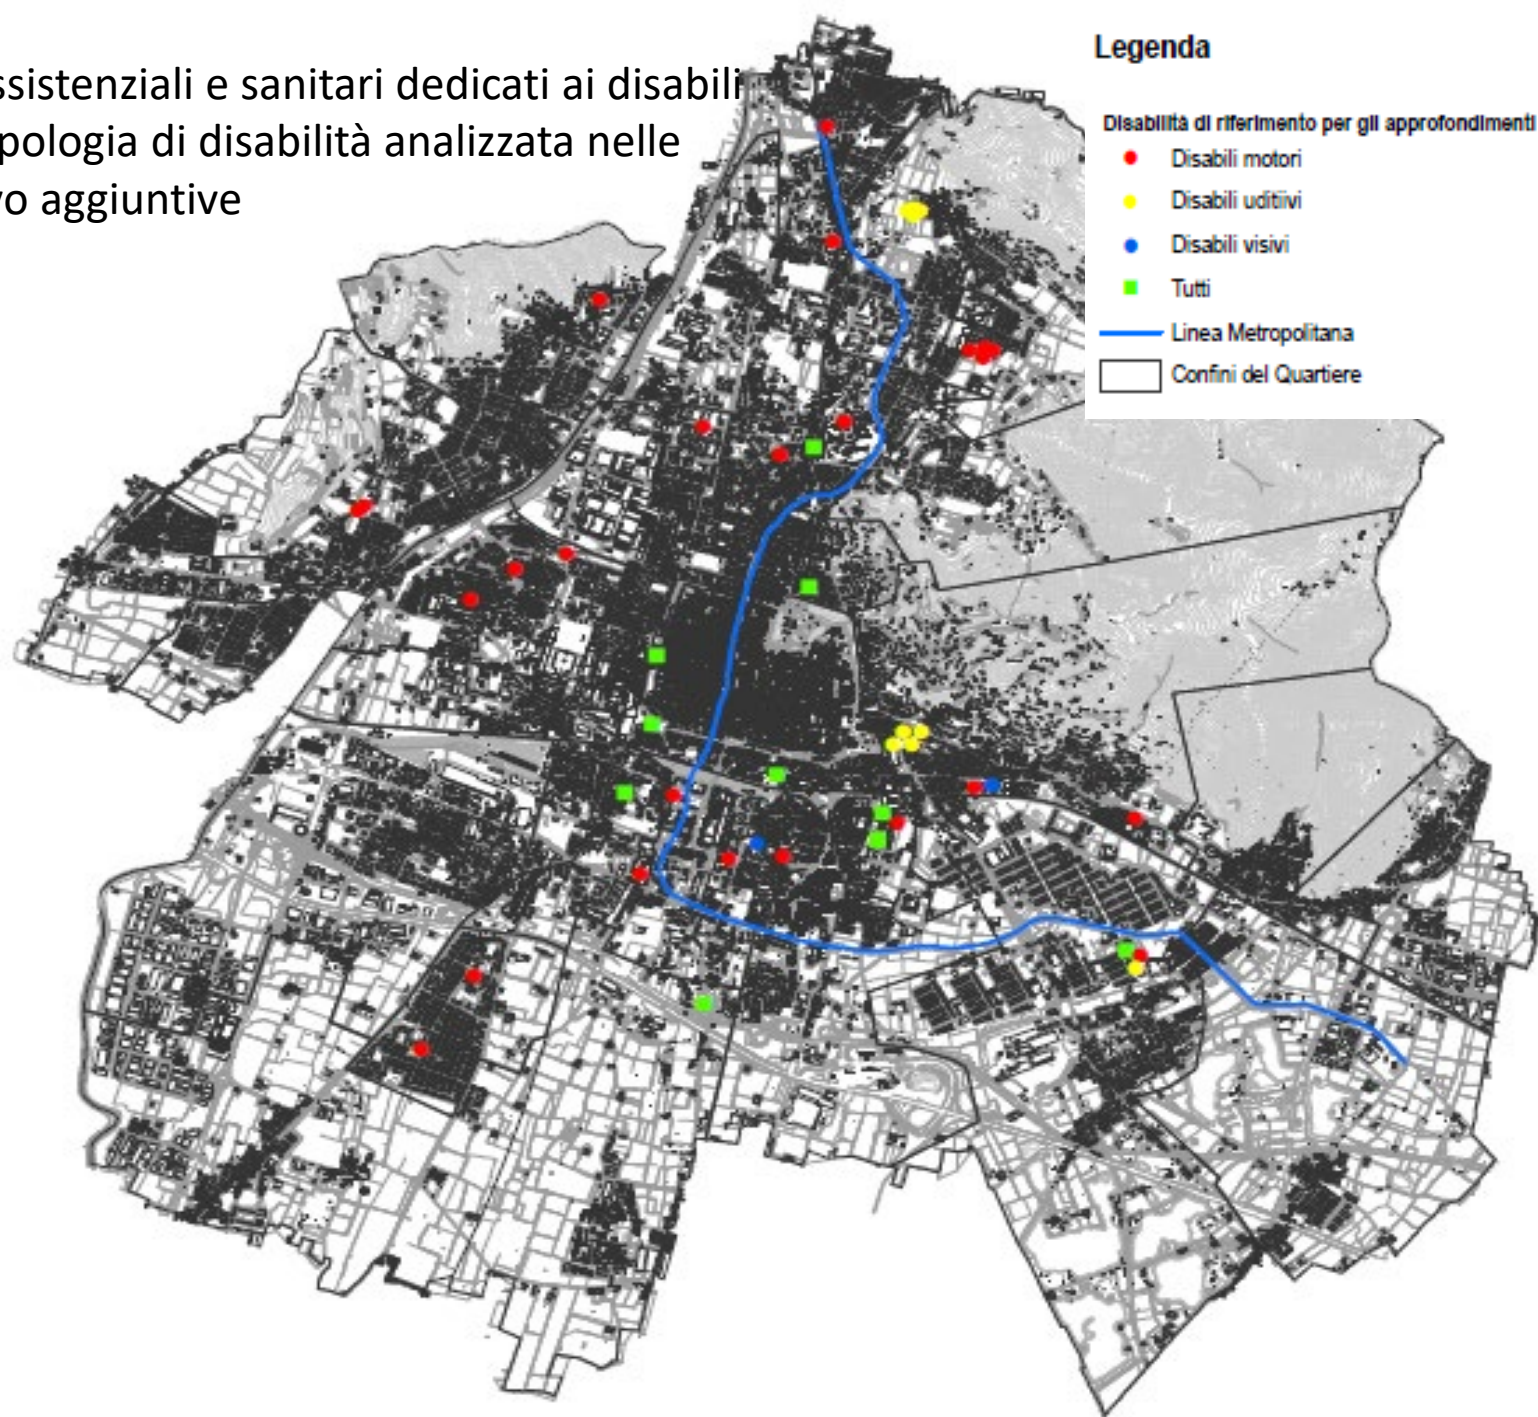 ssistenziali e sanitari dedicati ai disabili
pologia di disabilità analizzata nelle
vo aggiuntive
Legenda
Disabilità di riferimento per gli approfondimenti
Disabili motori
Disabili uditiivi
Disabili visivi
Tutti
Linea Metropolitana
Confini del Quartiere